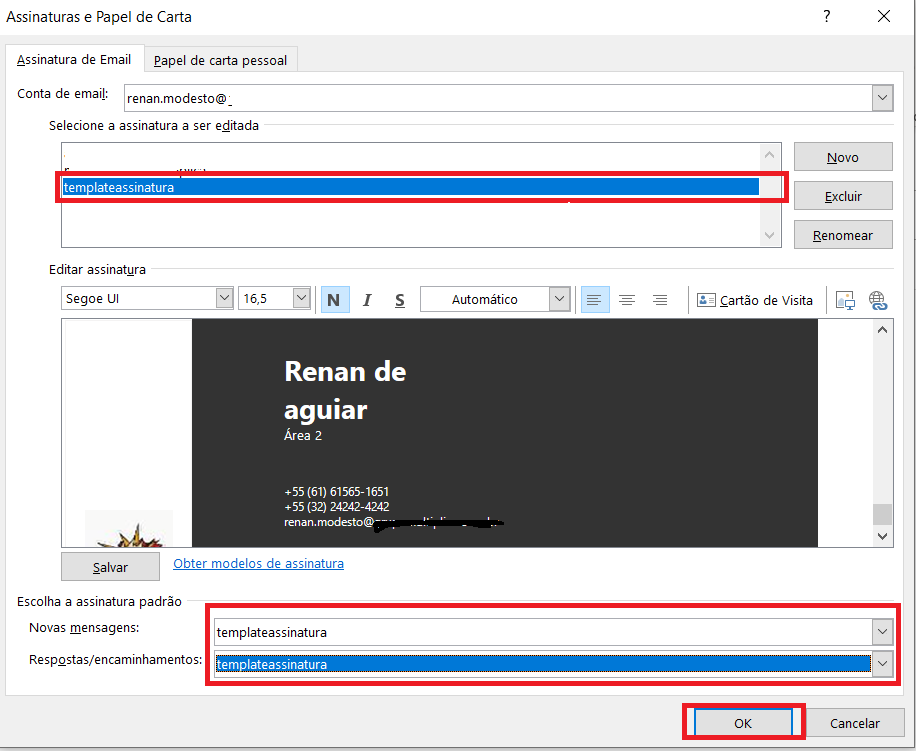 Assinaturas e Papel de Carta
?
Assinatura de Email
Papel de carta pessoal
Conta de email:
renan.modesto@
Selecione a assinatura a ser editada
templateassinatura
Novo
Excluir
Renomear
Editar assinatura
Segoe UI
16,5
N
I
S
Automático
Cartão de Visita
Renan de
aguiar
Área 2
+55 (61) 61565-1651
+55 (32) 24242-4242
renan.modesto@
Salvar
Obter modelos de assinatura
Escolha a assinatura padrão
Novas mensagens:
templateassinatura
Respostas/encaminhamentos:
templateassinatura
OK
Cancelar